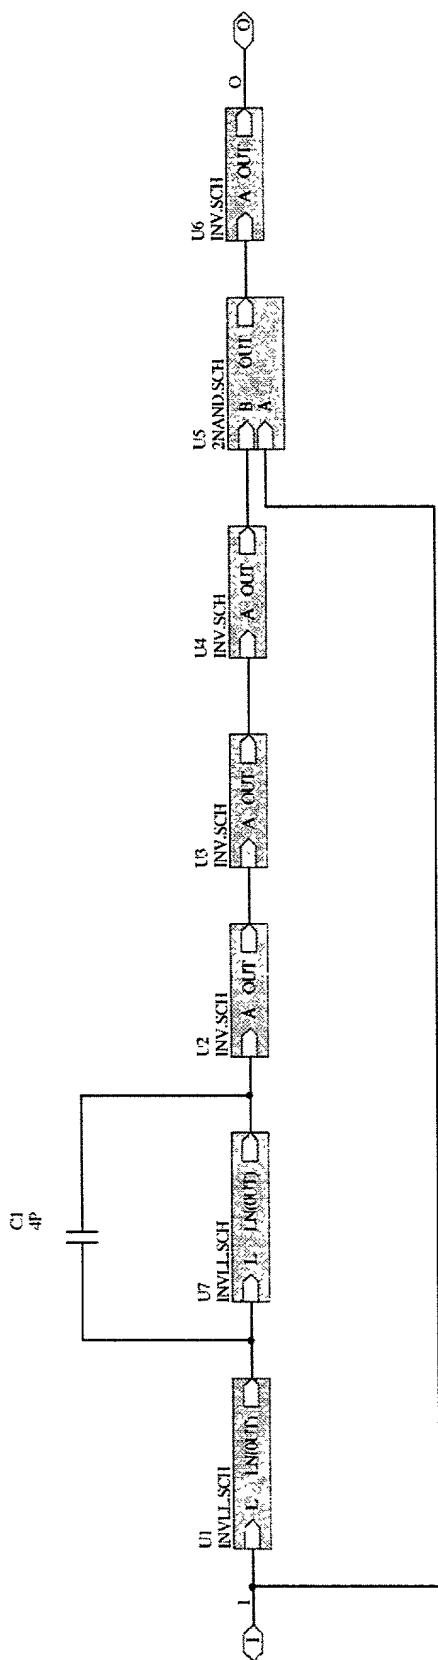 I
1
U1
INVLL.SCH
L LN(OUT)
C1
4P
U7
INVLL.SCH
L LN(OUT)
U2
INV.SCH
A OUT
U3
INV.SCH
A OUT
U4
INV.SCH
A OUT
U5
2NAND.SCH
B OUT
A
U6
INV.SCH
A OUT
O
O